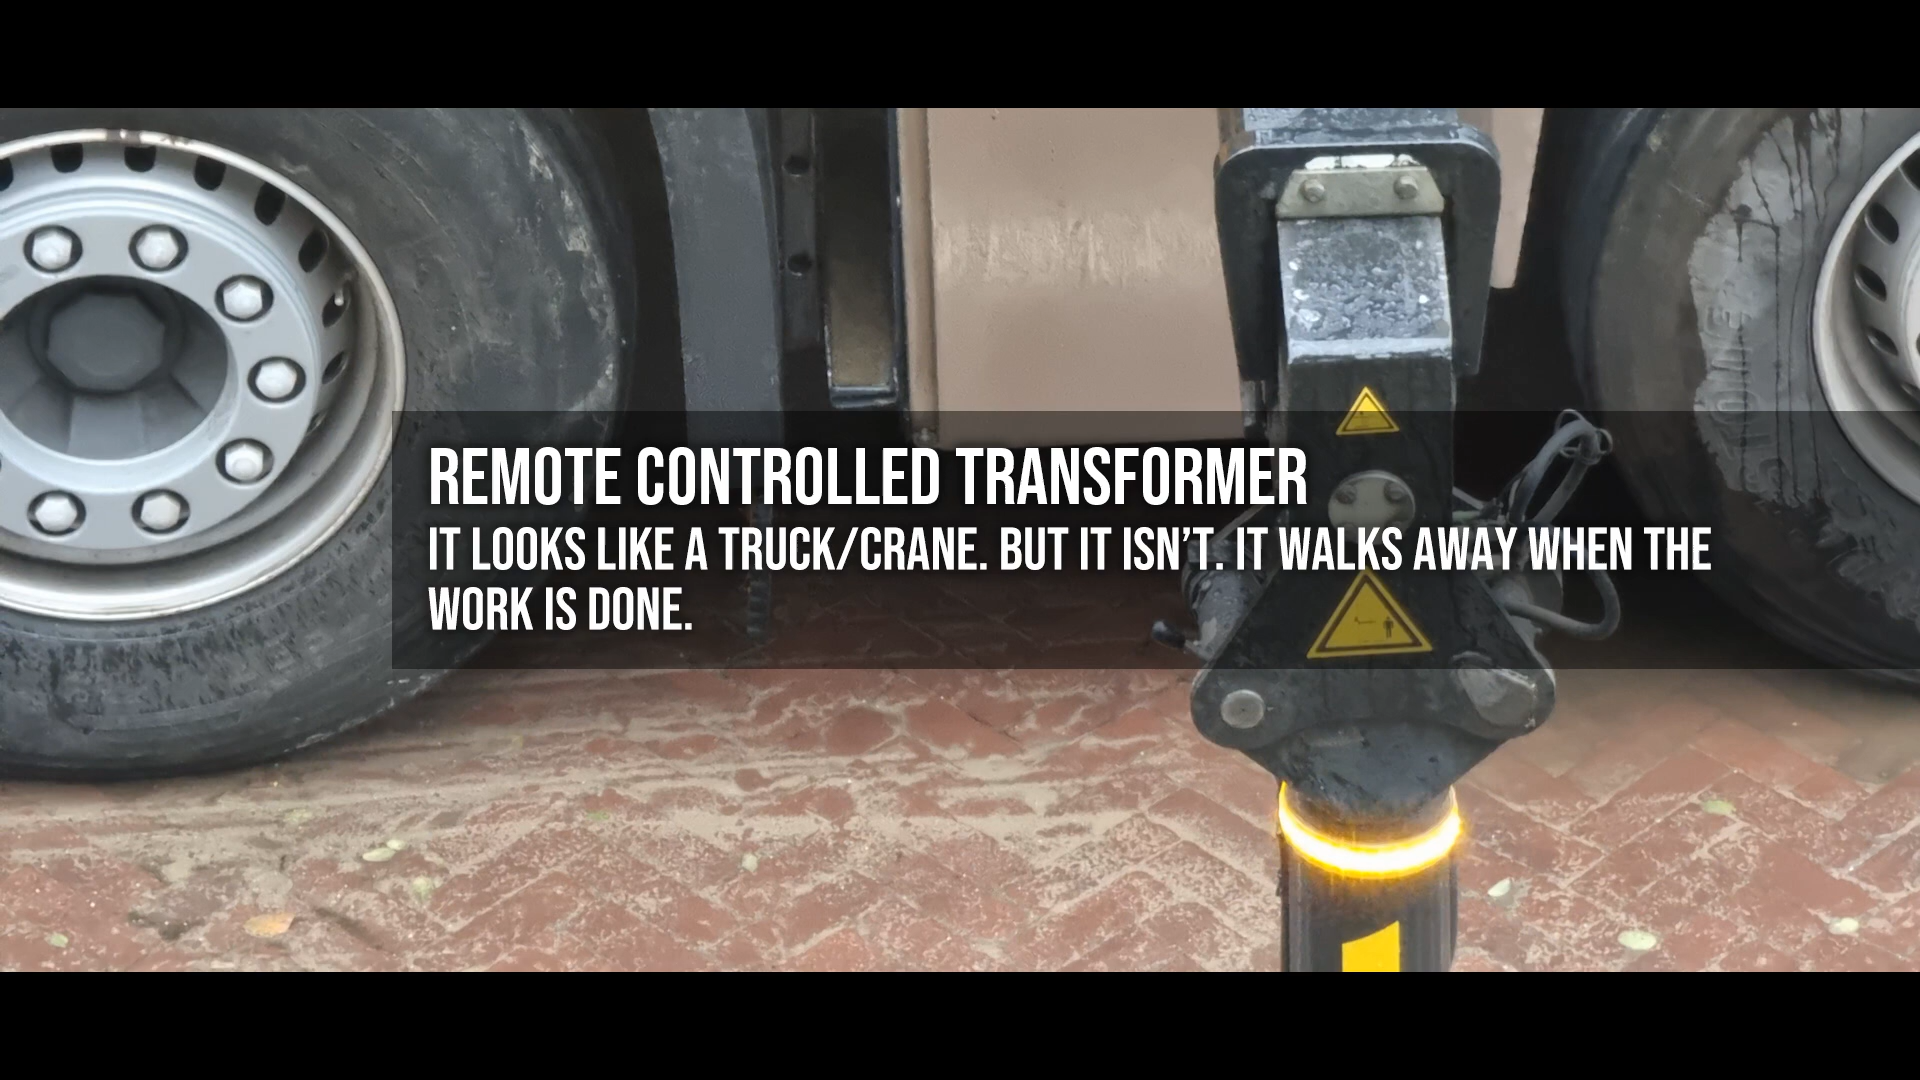 REMOTE CONTROLLED TRANSFORMER
IT LOOKS LIKE A TRUCK/CRANE. BUT IT ISN’T. IT WALKS AWAY WHEN THE
WORK IS DONE.